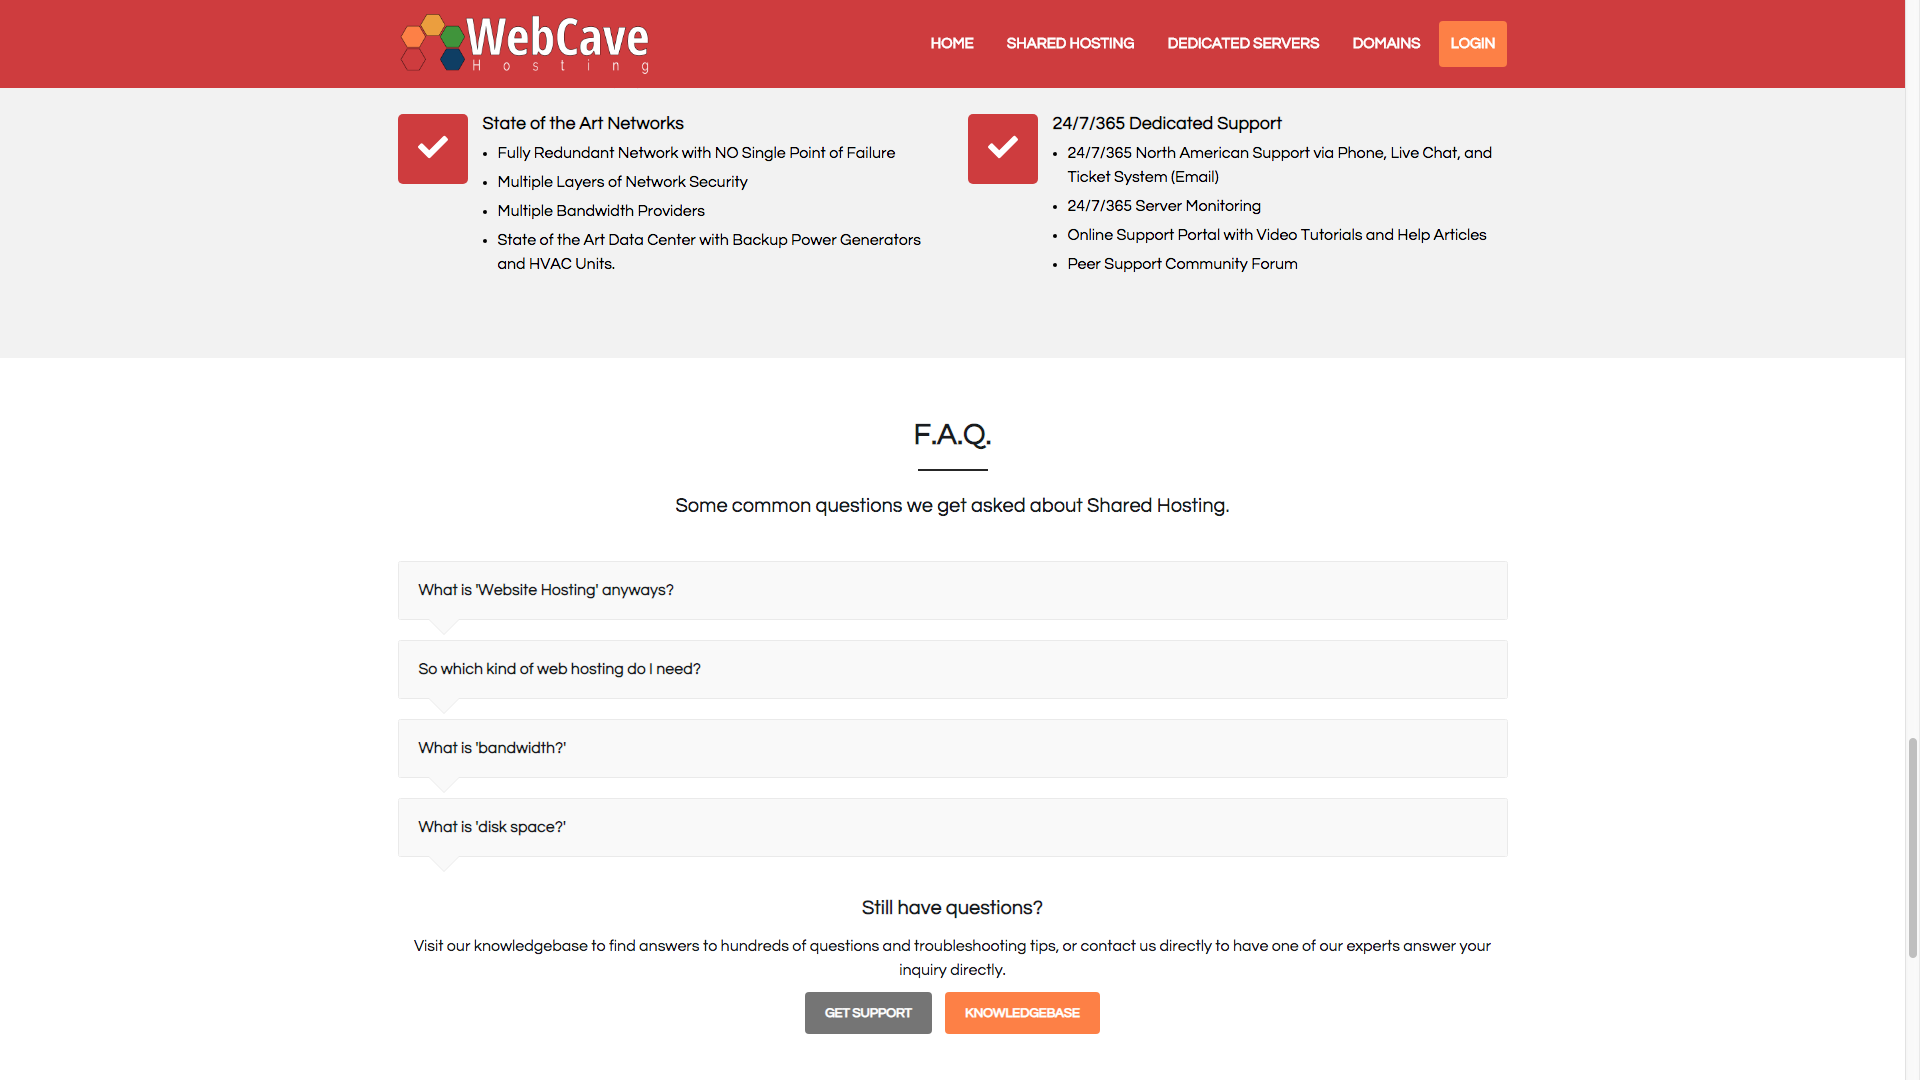 WebCave
Hosting
HOME SHARED HOSTING DEDICATED SERVERS DOMAINS LOGIN
State of the Art Networks
• Fully Redundant Network with NO Single Point of Failure
• Multiple Layers of Network Security
• Multiple Bandwidth Providers
• State of the Art Data Center with Backup Power Generators
and HVAC Units.
24/7/365 Dedicated Support
• 24/7/365 North American Support via Phone, Live Chat, and
Ticket System (Email)
• 24/7/365 Server Monitoring
• Online Support Portal with Video Tutorials and Help Articles
• Peer Support Community Forum
F.A.Q.
Some common questions we get asked about Shared Hosting.
What is 'Website Hosting' anyways?
So which kind of web hosting do I need?
What is 'bandwidth?'
What is 'disk space?'
Still have questions?
Visit our knowledgebase to find answers to hundreds of questions and troubleshooting tips, or contact us directly to have one of our experts answer your
inquiry directly.
GET SUPPORT KNOWLEDGEBASE